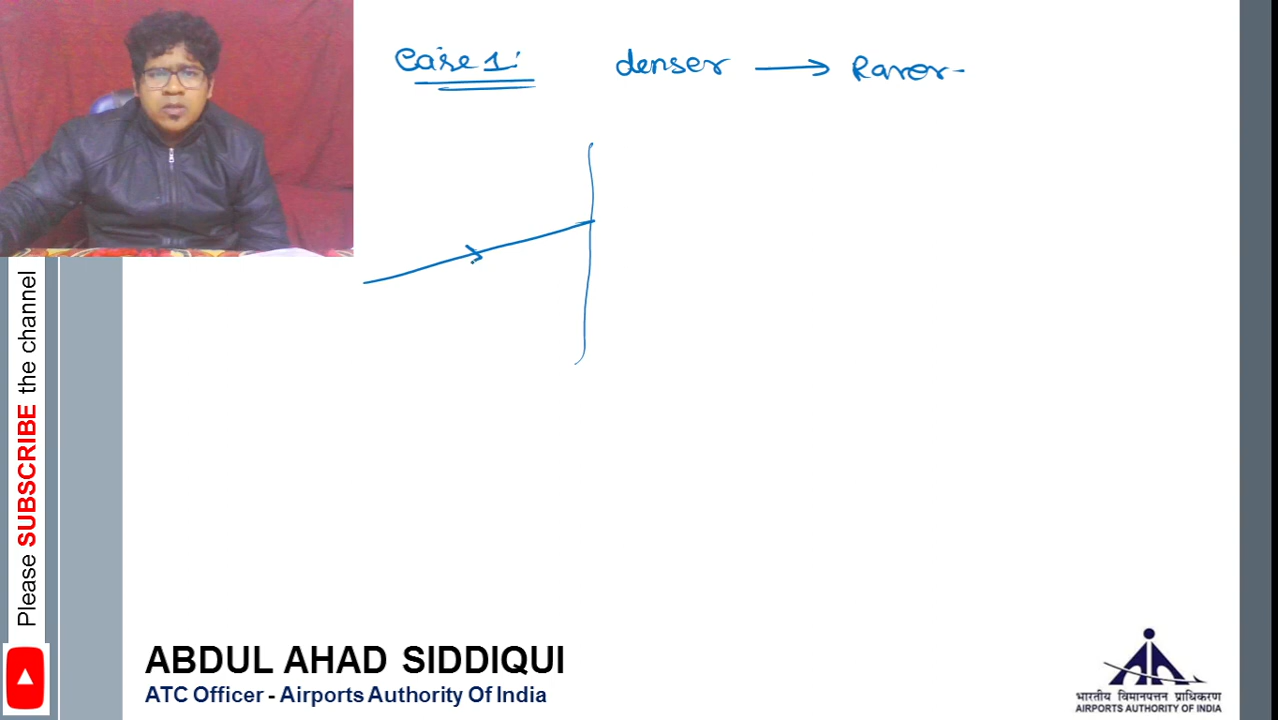 Case 1: denser → Rarer
Please SUBSCRIBE the channel
ABDUL AHAD SIDDIQUI
ATC Officer - Airports Authority Of India
भारतीय विमानपत्तन प्राधिकरण
AIRPORTS AUTHORITY OF INDIA